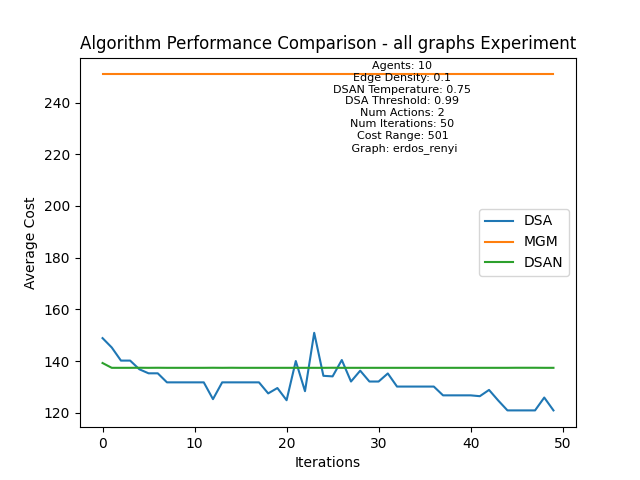 Algorithm Performance Comparison - all graphs Experiment
Agents: 10
Edge Density: 0.1
DSAN Temperature: 0.75
DSA Threshold: 0.99
Num Actions: 2
Num Iterations: 50
Cost Range: 501
Graph: erdos_renyi
240
220
200
180
160
140
120
Average Cost
DSA
MGM
DSAN
0
10
20
30
40
50
Iterations